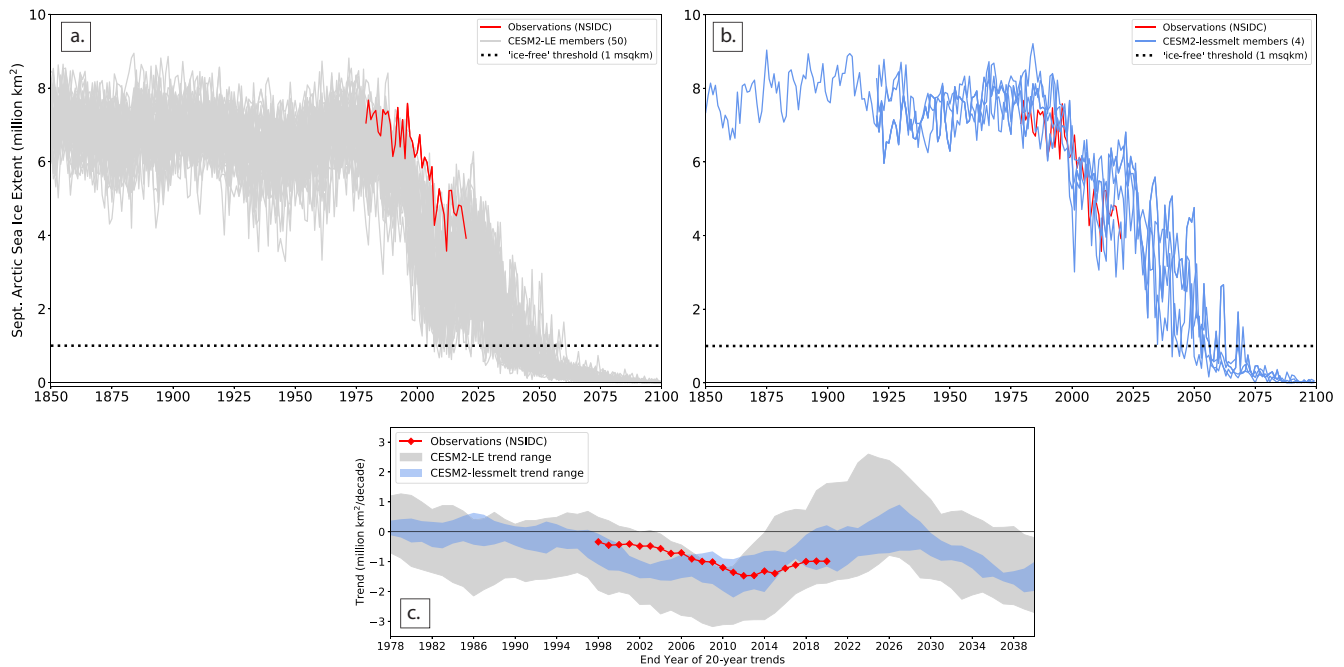 a.
Observations (NSIDC)
CESM2-LE members (50)
'ice-free' threshold (1 msqkm)
Sept. Arctic Sea Ice Extent (million km²)
10
8
6
4
2
0
1850 1875 1900 1925 1950 1975 2000 2025 2050 2075 2100
b.
Observations (NSIDC)
CESM2-lessmelt members (4)
'ice-free' threshold (1 msqkm)
10
8
6
4
2
0
1850 1875 1900 1925 1950 1975 2000 2025 2050 2075 2100
Observations (NSIDC)
CESM2-LE trend range
CESM2-lessmelt trend range
Trend (million km²/decade)
3
2
1
0
−1
−2
−3
c.
1978 1982 1986 1990 1994 1998 2002 2006 2010 2014 2018 2022 2026 2030 2034 2038
End Year of 20-year trends